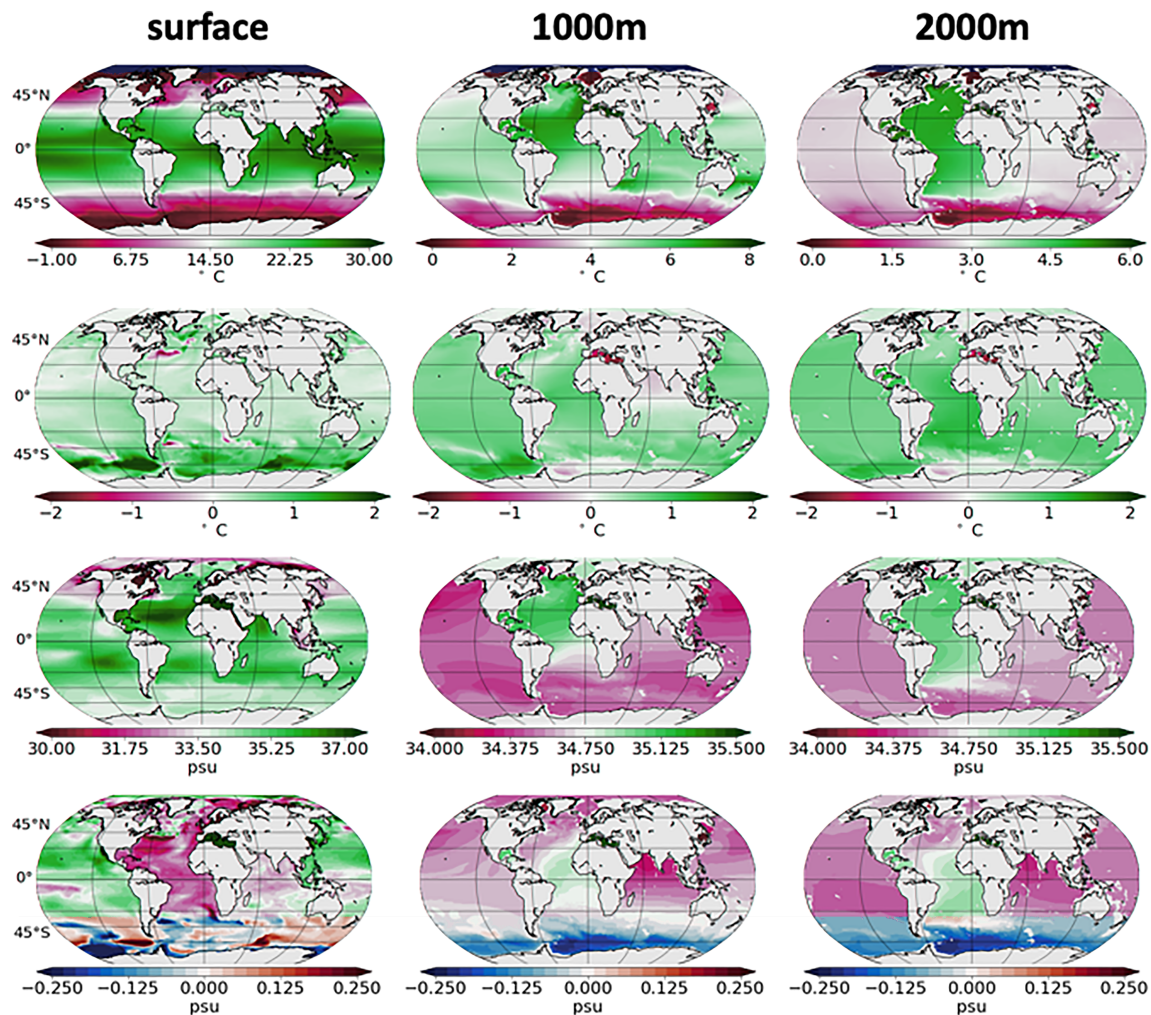 surface 1000m 2000m
45°N
0°
45°S
−1.00 6.75 14.50 22.25 30.00 0 2 4 6 8 0.0 1.5 3.0 4.5 6.0
° C ° C ° C
45°N
0°
45°S
−2 −1 0 1 2 −2 −1 0 1 2 −2 −1 0 1 2
° C ° C ° C
45°N
0°
45°S
30.00 31.75 33.50 35.25 37.00 34.000 34.375 34.750 35.125 35.500 34.000 34.375 34.750 35.125 35.500
psu psu psu
45°N
0°
45°S
−0.250 −0.125 0.000 0.125 0.250 −0.250 −0.125 0.000 0.125 0.250 −0.250 −0.125 0.000 0.125 0.250
psu psu psu